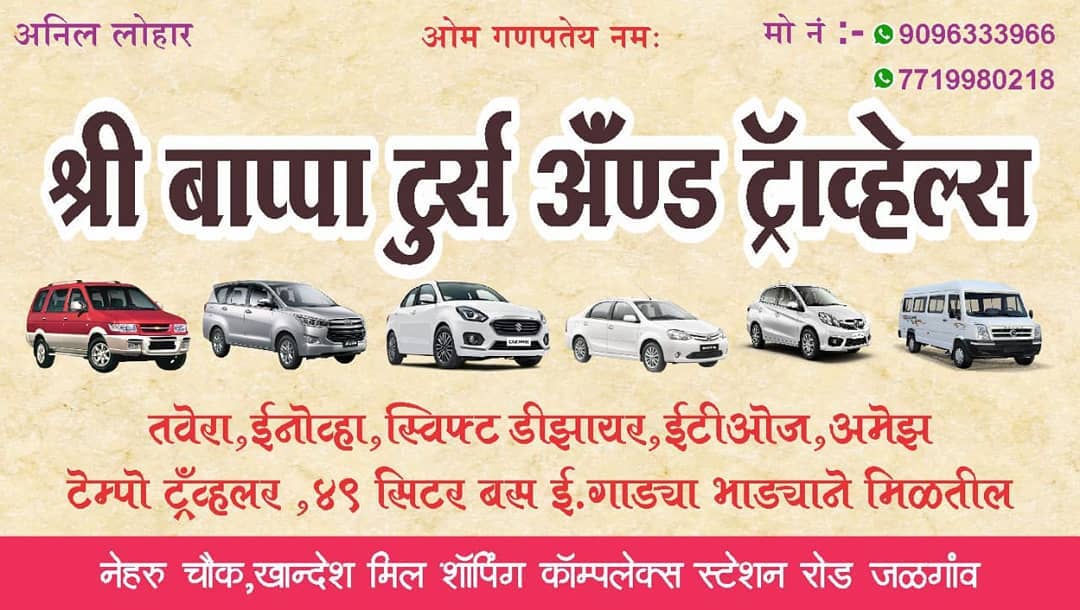 अनिल लोहार
ओम गणपतेय नमः
मो नं :- 9096333966
7719980218
श्री बाप्पा टुर्स अँण्ड ट्रॅाव्हेल्स
तवेरा,ईनोव्हा,स्विफ्ट डीझायर,ईटीओज,अमेझ
टेम्पो ट्रँव्हलर ,४९ सिटर बस ई.गाड्या भाड्याने मिळतील
नेहरु चौक,खान्देश मिल शॉपिंग कॉम्पलेक्स स्टेशन रोड जळगांव